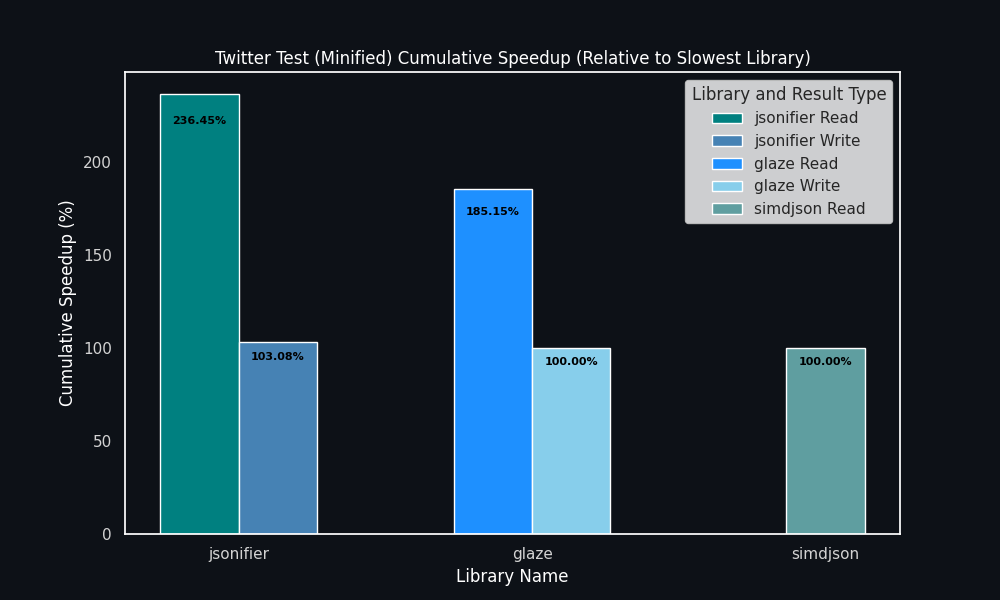 Twitter Test (Minified) Cumulative Speedup (Relative to Slowest Library)
Library and Result Type
jsonifier Read
jsonifier Write
glaze Read
glaze Write
simdjson Read
236.45%
103.08%
185.15%
100.00%
100.00%
Cumulative Speedup (%)
200
150
100
50
0
jsonifier
glaze
simdjson
Library Name